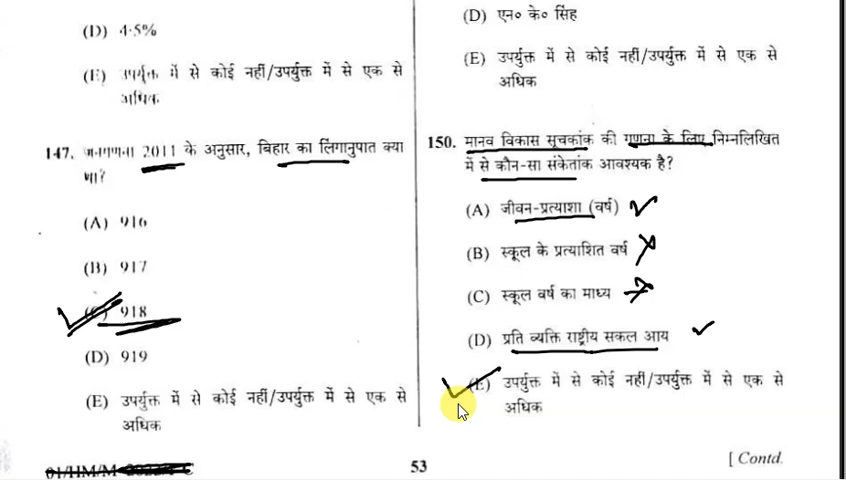 (D) 4·5%
(E) उपर्युक्त में से कोई नहीं/उपर्युक्त में से एक से
अधिक
147. जनगणना 2011 के अनुसार, बिहार का लिंगानुपात क्या
था?
(A) 916
(B) 917
(C) 918
(D) 919
(E) उपर्युक्त में से कोई नहीं/उपर्युक्त में से एक से
अधिक
(D) एन० के० सिंह
(E) उपर्युक्त में से कोई नहीं/उपर्युक्त में से एक से
अधिक
150. मानव विकास सूचकांक की गणना के लिए निम्नलिखित
में से कौन-सा संकेतांक आवश्यक है?
(A) जीवन-प्रत्याशा (वर्ष)
(B) स्कूल के प्रत्याशित वर्ष
(C) स्कूल वर्ष का माध्य
(D) प्रति व्यक्ति राष्ट्रीय सकल आय
(E) उपर्युक्त में से कोई नहीं/उपर्युक्त में से एक से
अधिक
01/HM/M
53
[ Contd.